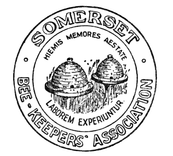 SOMERSET
HIEMIS MEMORES AESTATE
LABOREM EXPERIUNTUR
BEE-KEEPERS' ASSOCIATION